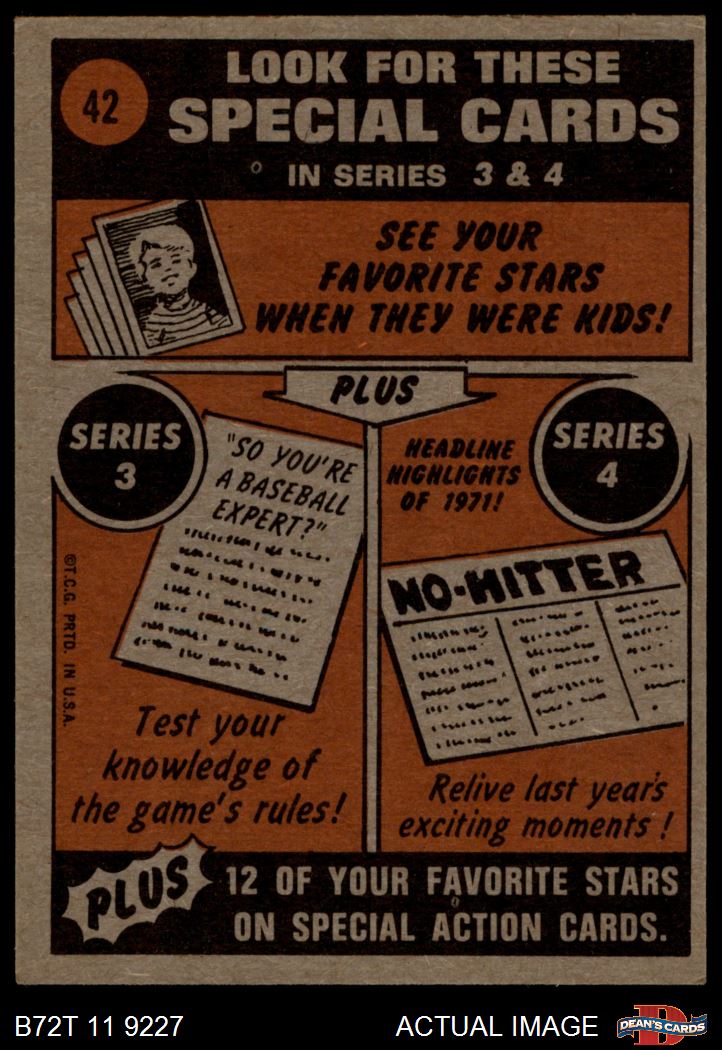 42
LOOK FOR THESE
SPECIAL CARDS
IN SERIES 3 & 4
SEE YOUR
FAVORITE STARS
WHEN THEY WERE KIDS!
PLUS
SERIES
3
"SO YOU'RE
A BASEBALL
EXPERT?"
Test your
knowledge of
the game's rules!
©T.C.G. PRTD. IN U.S.A.
HEADLINE
HIGHLIGHTS
OF 1971!
SERIES
4
NO-HITTER
Relive last year's
exciting moments!
PLUS
12 OF YOUR FAVORITE STARS
ON SPECIAL ACTION CARDS.
B72T 11 9227
ACTUAL IMAGE
D
DEAN'S CARDS